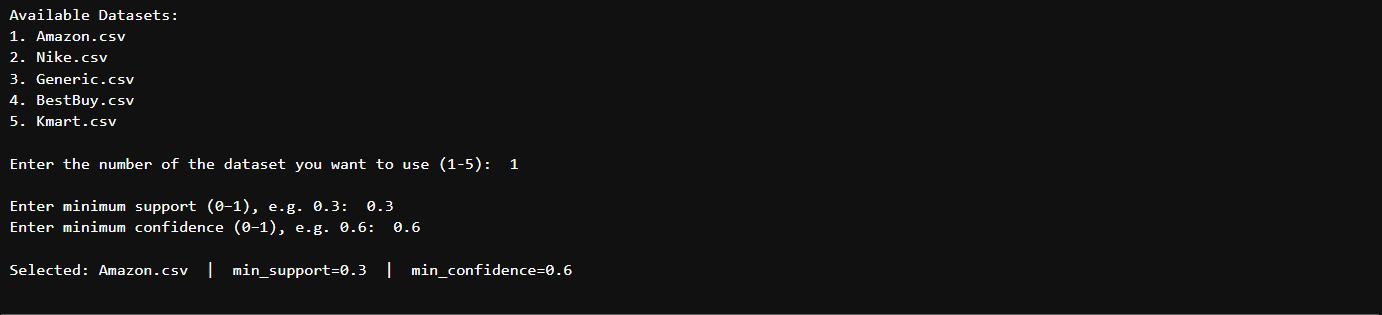 Available Datasets:
1. Amazon.csv
2. Nike.csv
3. Generic.csv
4. BestBuy.csv
5. Kmart.csv
Enter the number of the dataset you want to use (1-5):  1
Enter minimum support (0–1), e.g. 0.3:  0.3
Enter minimum confidence (0–1), e.g. 0.6:  0.6
Selected: Amazon.csv  |  min_support=0.3  |  min_confidence=0.6